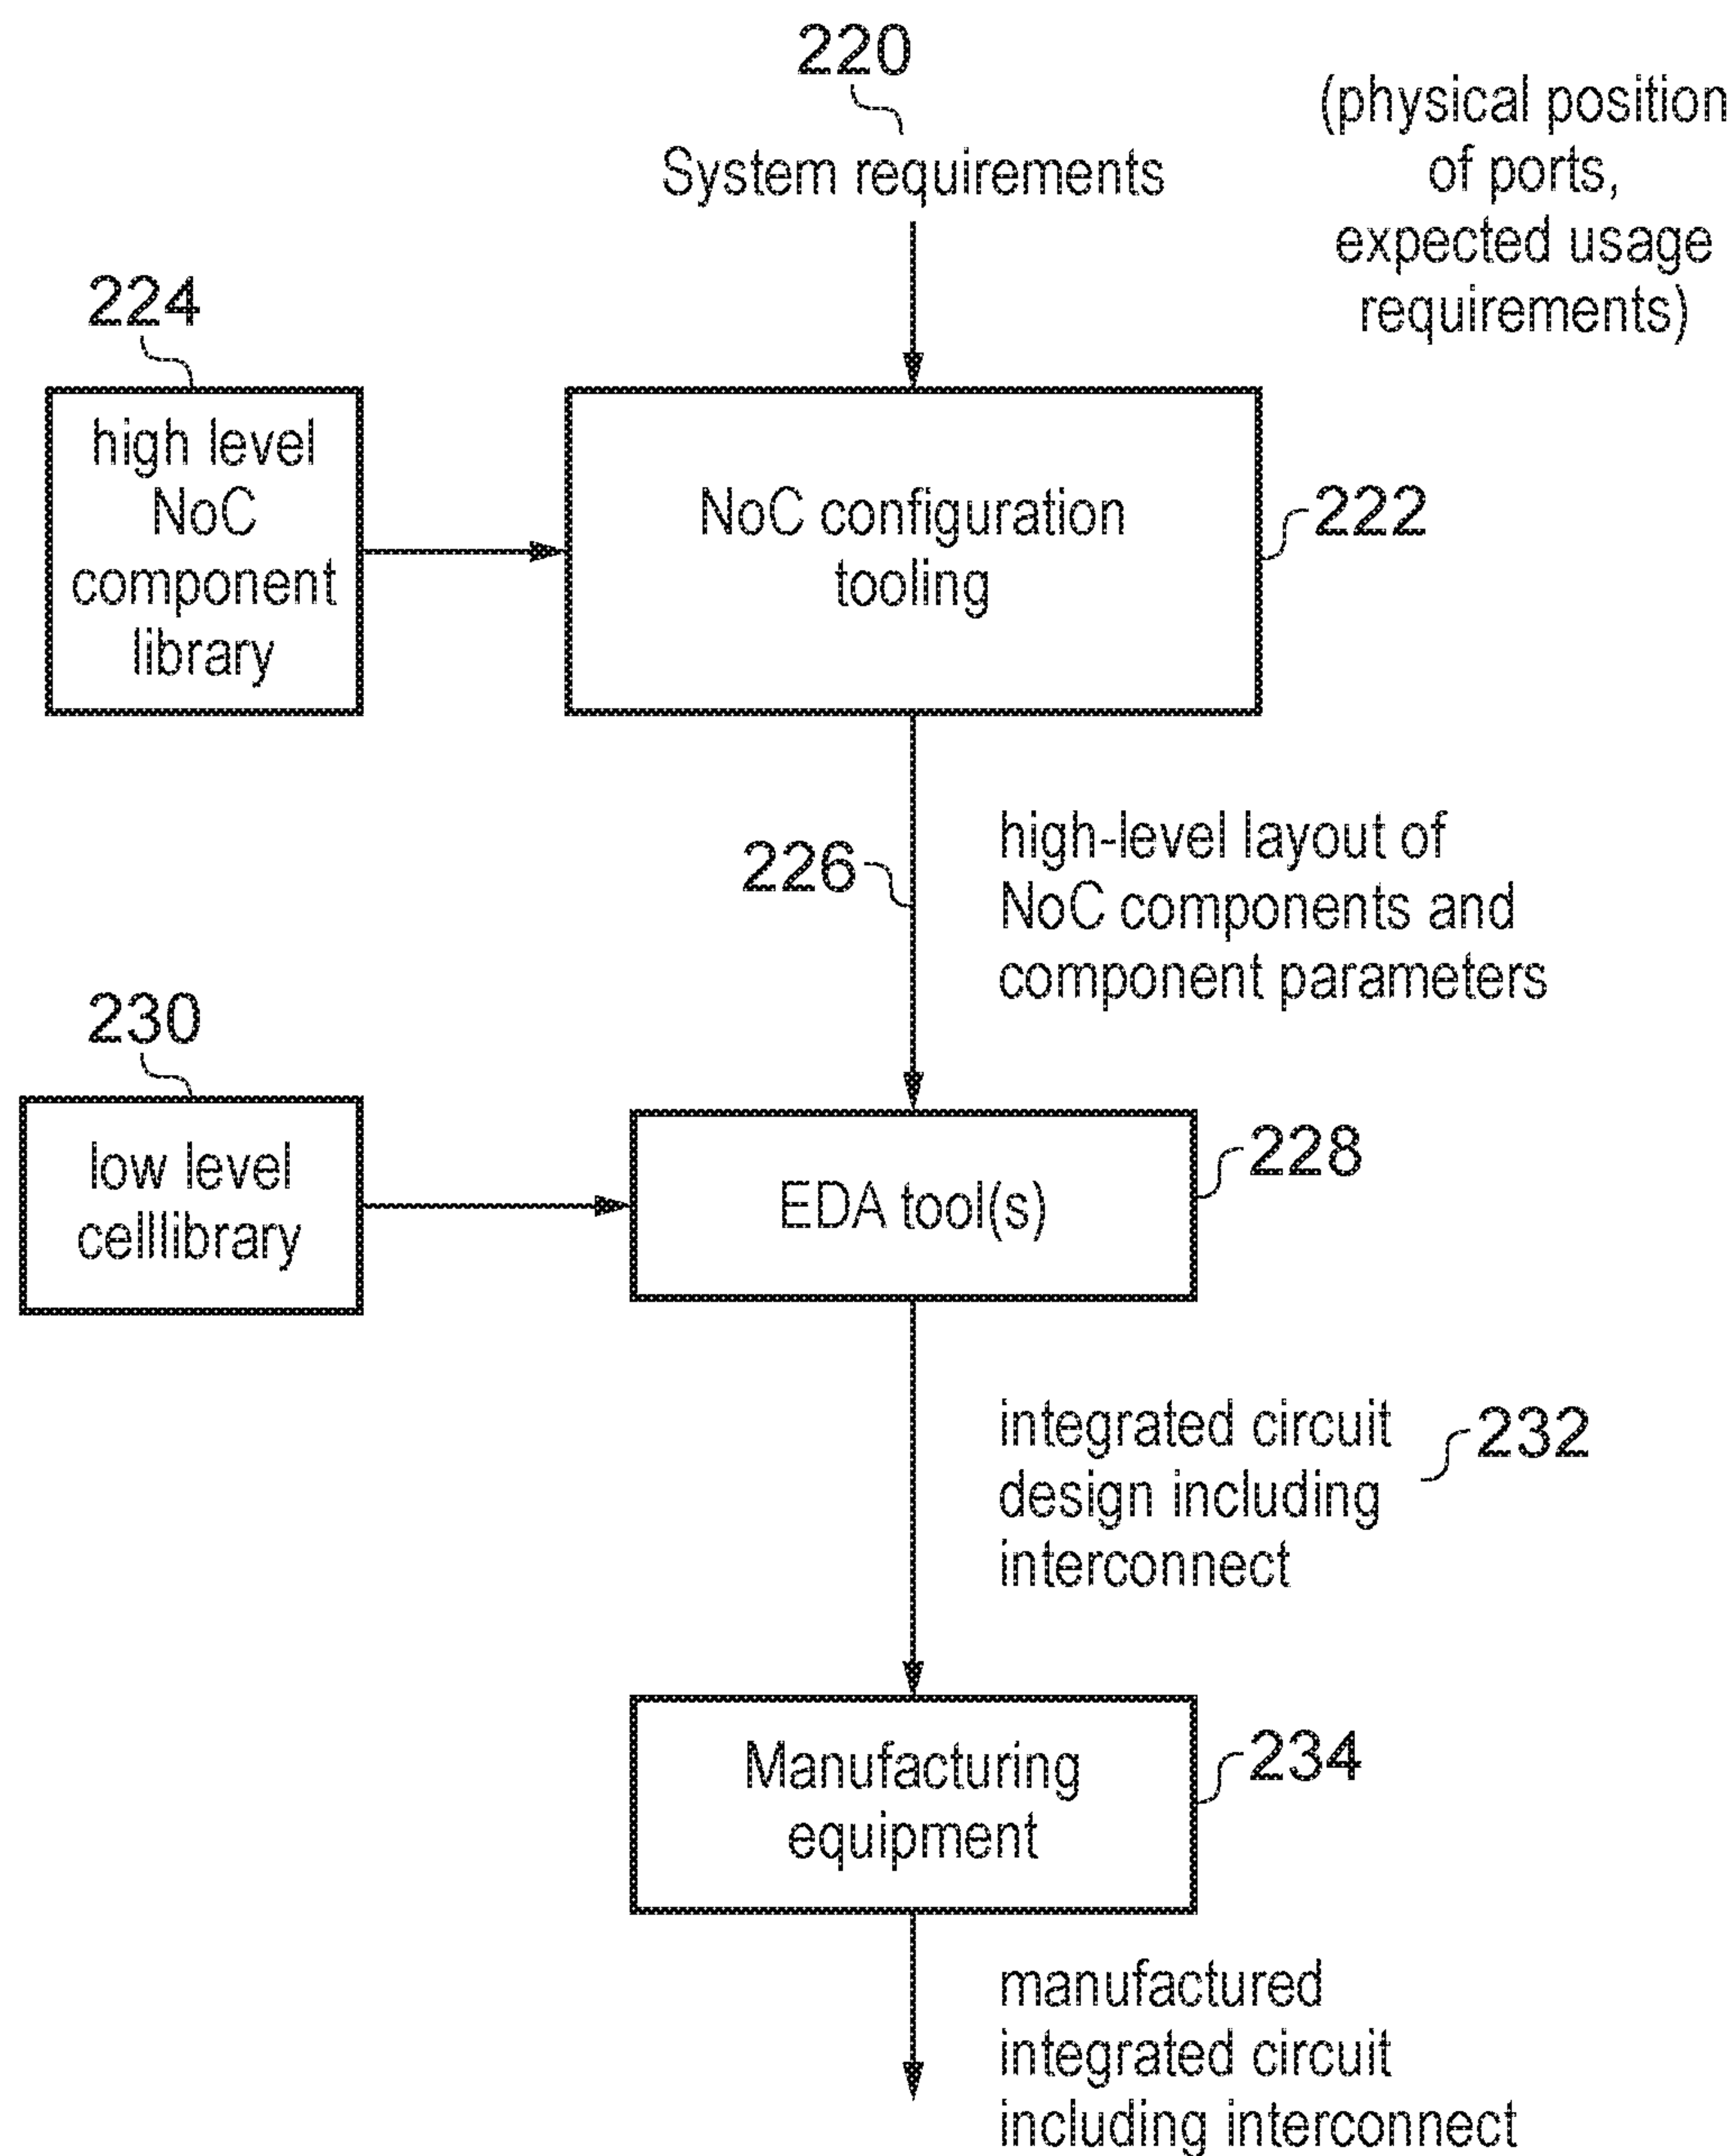 220
System requirements
(physical position
of ports,
expected usage
requirements)
224
high level
NoC
component
library
NoC configuration
tooling
222
226
high-level layout of
NoC components and
component parameters
230
low level
celllibrary
EDA tool(s)
228
integrated circuit
design including
interconnect
232
Manufacturing
equipment
234
manufactured
integrated circuit
including interconnect